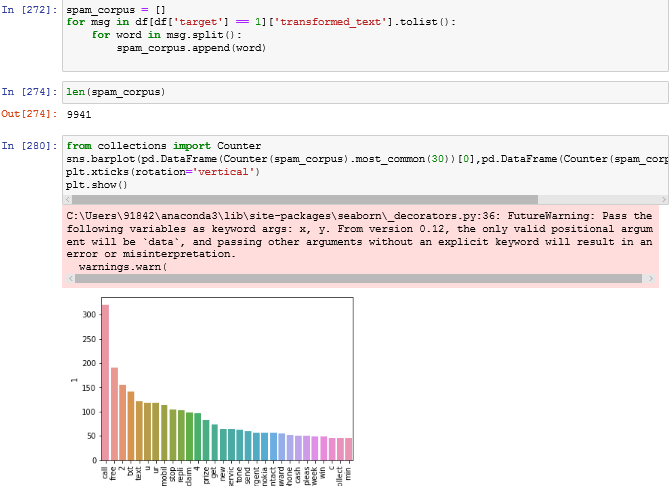 In [272]: spam_corpus = []
for msg in df[df['target'] == 1]['transformed_text'].tolist():
for word in msg.split():
spam_corpus.append(word)
In [274]: len(spam_corpus)
Out[274]: 9941
In [280]: from collections import Counter
sns.barplot(pd.DataFrame(Counter(spam_corpus).most_common(30))[0],pd.DataFrame(Counter(spam_corp
plt.xticks(rotation='vertical')
plt.show()
C:\Users\91842\anaconda3\lib\site-packages\seaborn\_decorators.py:36: FutureWarning: Pass the
following variables as keyword args: x, y. From version 0.12, the only valid positional argum
ent will be `data`, and passing other arguments without an explicit keyword will result in an
error or misinterpretation.
warnings.warn(
300
250
200
150
100
50
0
1
call
free
2
txt
text
u
ur
mobil
stop
repli
claim
4
prize
get
new
servic
tone
send
rgent
nokia
ntact
ward
phone
cash
pleas
week
win
c
ollect
min